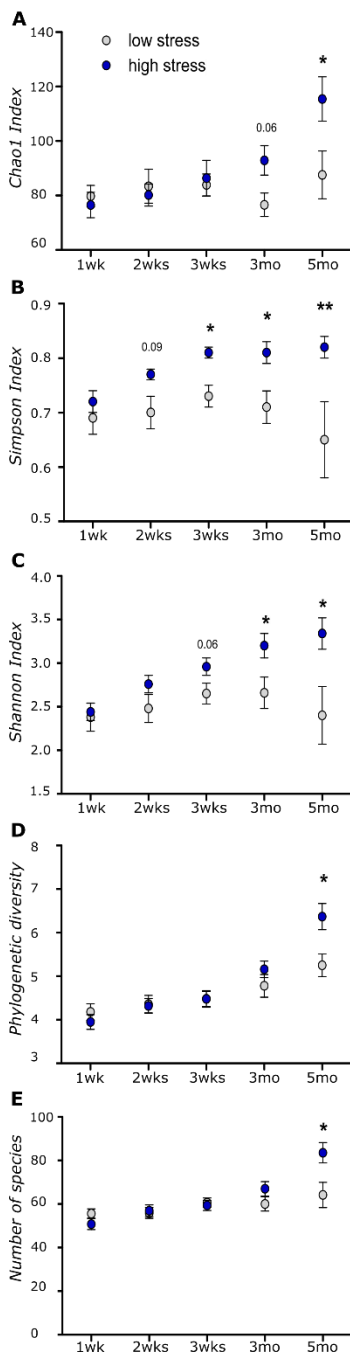 A
140
low stress
high stress
*
120
0.06
100
80
60
Chao1 Index
1wk 2wks 3wks 3mo 5mo
B
0.9
**
*
*
0.09
0.8
0.7
0.6
0.5
Simpson Index
1wk 2wks 3wks 3mo 5mo
C
4.0
*
*
3.5
0.06
3.0
2.5
2.0
1.5
Shannon Index
1wk 2wks 3wks 3mo 5mo
D
8
*
7
6
5
4
3
Phylogenetic diversity
1wk 2wks 3wks 3mo 5mo
E
100
*
80
60
40
20
0
Number of species
1wk 2wks 3wks 3mo 5mo